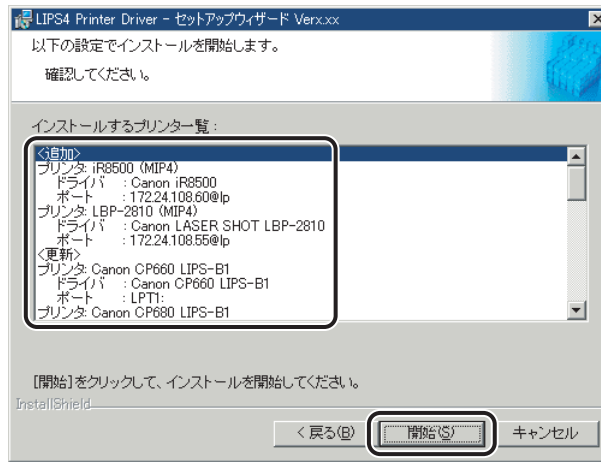 LIPS4 Printer Driver - セットアップウィザード Verx.xx
以下の設定でインストールを開始します。
確認してください。
インストールするプリンター覧：
<追加>
プリンタ: iR8500 (MIP4)
ドライバ : Canon iR8500
ポート : 172.24.108.60@lp
プリンタ: LBP-2810 (MIP4)
ドライバ : Canon LASER SHOT LBP-2810
ポート : 172.24.108.55@lp
<更新>
プリンタ: Canon CP660 LIPS-B1
ドライバ : Canon CP660 LIPS-B1
ポート : LPT1:
プリンタ: Canon CP680 LIPS-B1
[開始]をクリックして、インストールを開始してください。
InstallShield
< 戻る(B) 開始(S) キャンセル